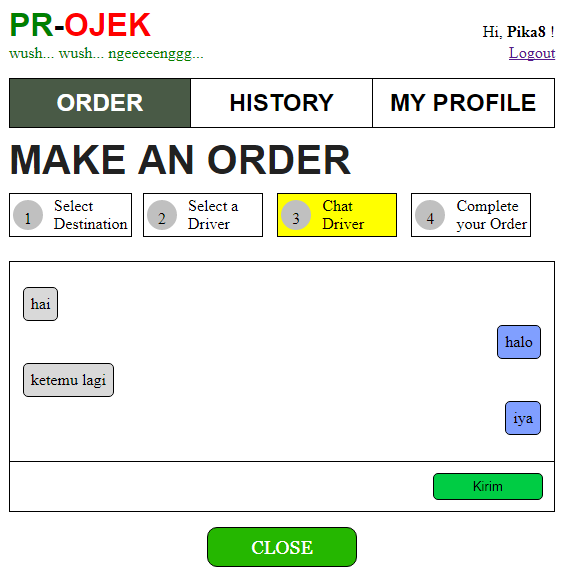 PR-OJEK
Hi, Pika8 !
wush... wush... ngeeeeenggg...
Logout
ORDER
HISTORY
MY PROFILE
MAKE AN ORDER
1
Select
Destination
2
Select a
Driver
3
Chat
Driver
4
Complete
your Order
hai
halo
ketemu lagi
iya
Kirim
CLOSE